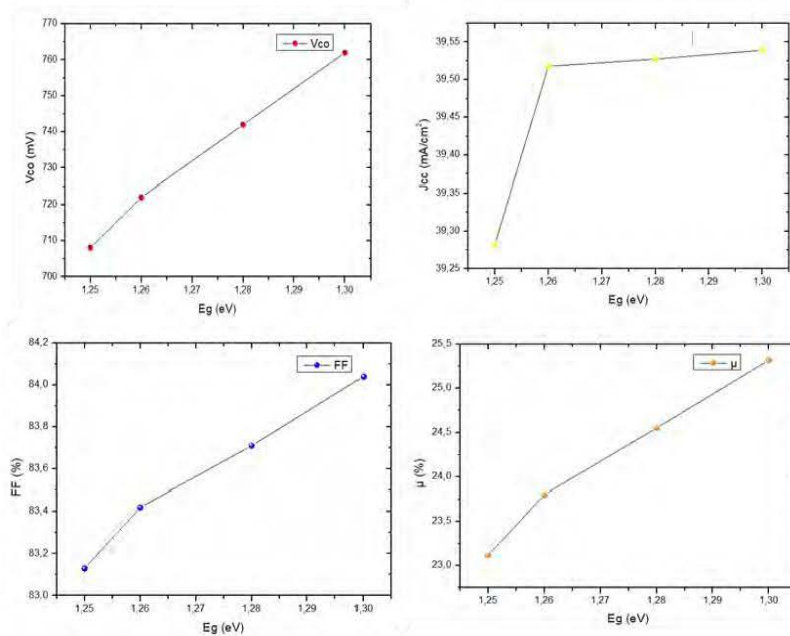 770
760
750
740
730
720
710
700
Vco (mV)
Vco
1,25 1,26 1,27 1,28 1,29 1,30
Eg (eV)
39,55
39,50
39,45
39,40
39,35
39,30
39,25
Jcc (mA/cm²)
1,25 1,26 1,27 1,28 1,29 1,30
Eg (eV)
84,2
84,0
83,8
83,6
83,4
83,2
83,0
FF (%)
FF
1,25 1,26 1,27 1,28 1,29 1,30
Eg (eV)
25,5
25,0
24,5
24,0
23,5
23,0
µ (%)
µ
1,25 1,26 1,27 1,28 1,29 1,30
Eg (eV)